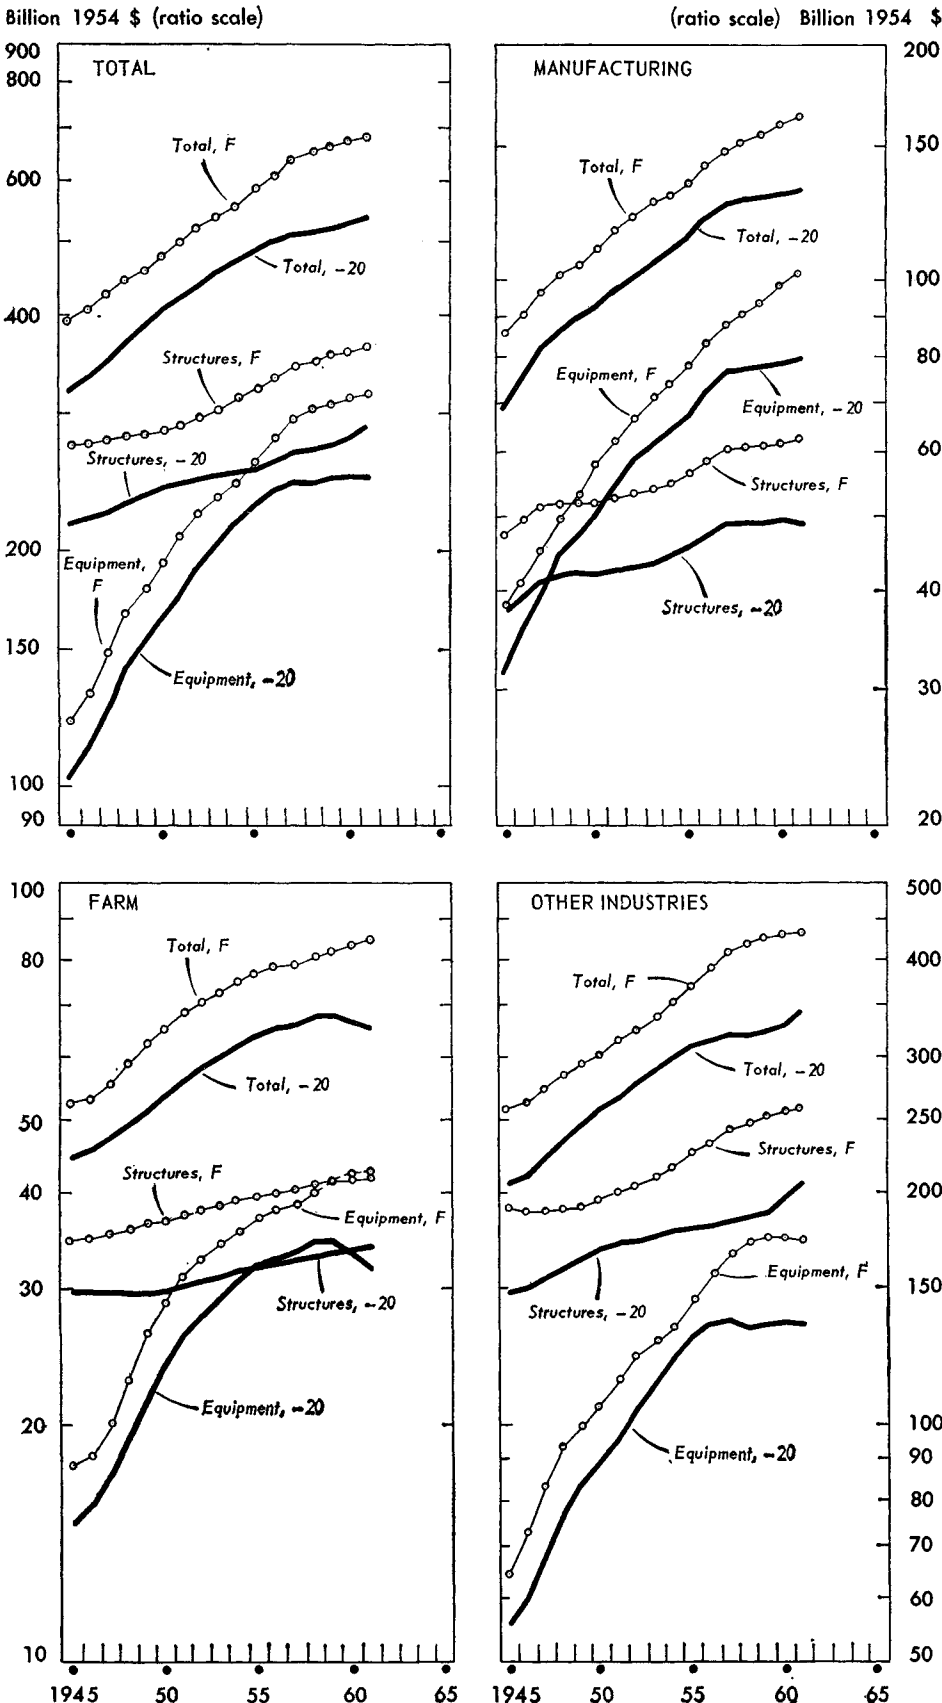 Billion 1954 $ (ratio scale)
(ratio scale) Billion 1954 $
TOTAL
900
800
600
400
200
150
100
90
Total, F
Total, -20
Structures, F
Structures, -20
Equipment,
F
Equipment, -20
MANUFACTURING
200
150
100
80
60
40
30
20
Total, F
Total, -20
Equipment, F
Equipment, -20
Structures, F
Structures, -20
FARM
100
80
50
40
30
20
10
Total, F
Total, -20
Structures, F
Equipment, F
Structures, -20
Equipment, -20
1945 50 55 60 65
OTHER INDUSTRIES
500
400
300
250
200
150
100
90
80
70
60
50
Total, F
Total, -20
Structures, F
Equipment, F
Structures, -20
Equipment, -20
1945 50 55 60 65